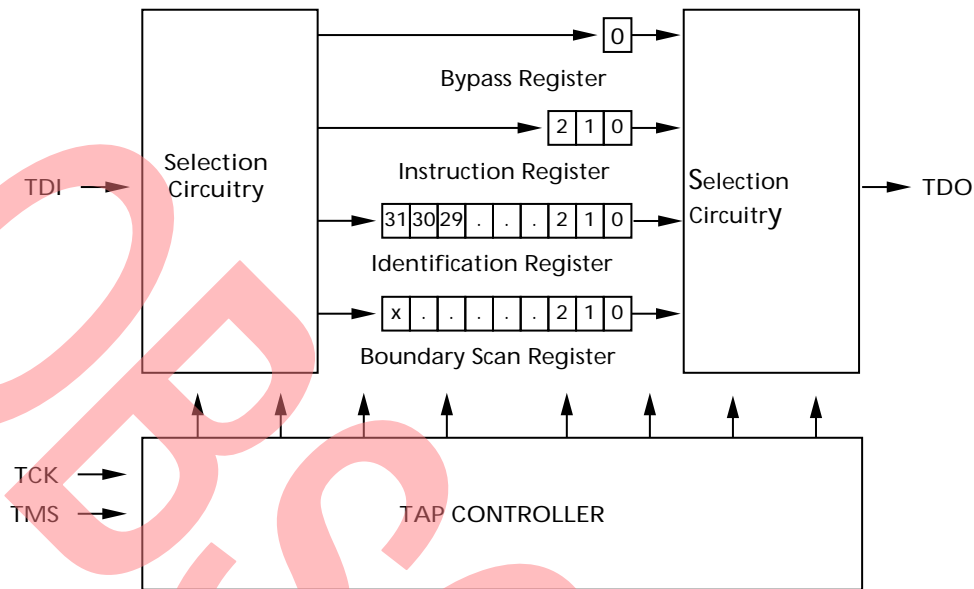 0
Bypass Register
2 1 0
Selection
Circuitry
Instruction Register
TDI
Selection
Circuitry
TDO
31 30 29 . . . 2 1 0
Identification Register
x . . . . . 2 1 0
Boundary Scan Register
TCK
TMS
TAP CONTROLLER